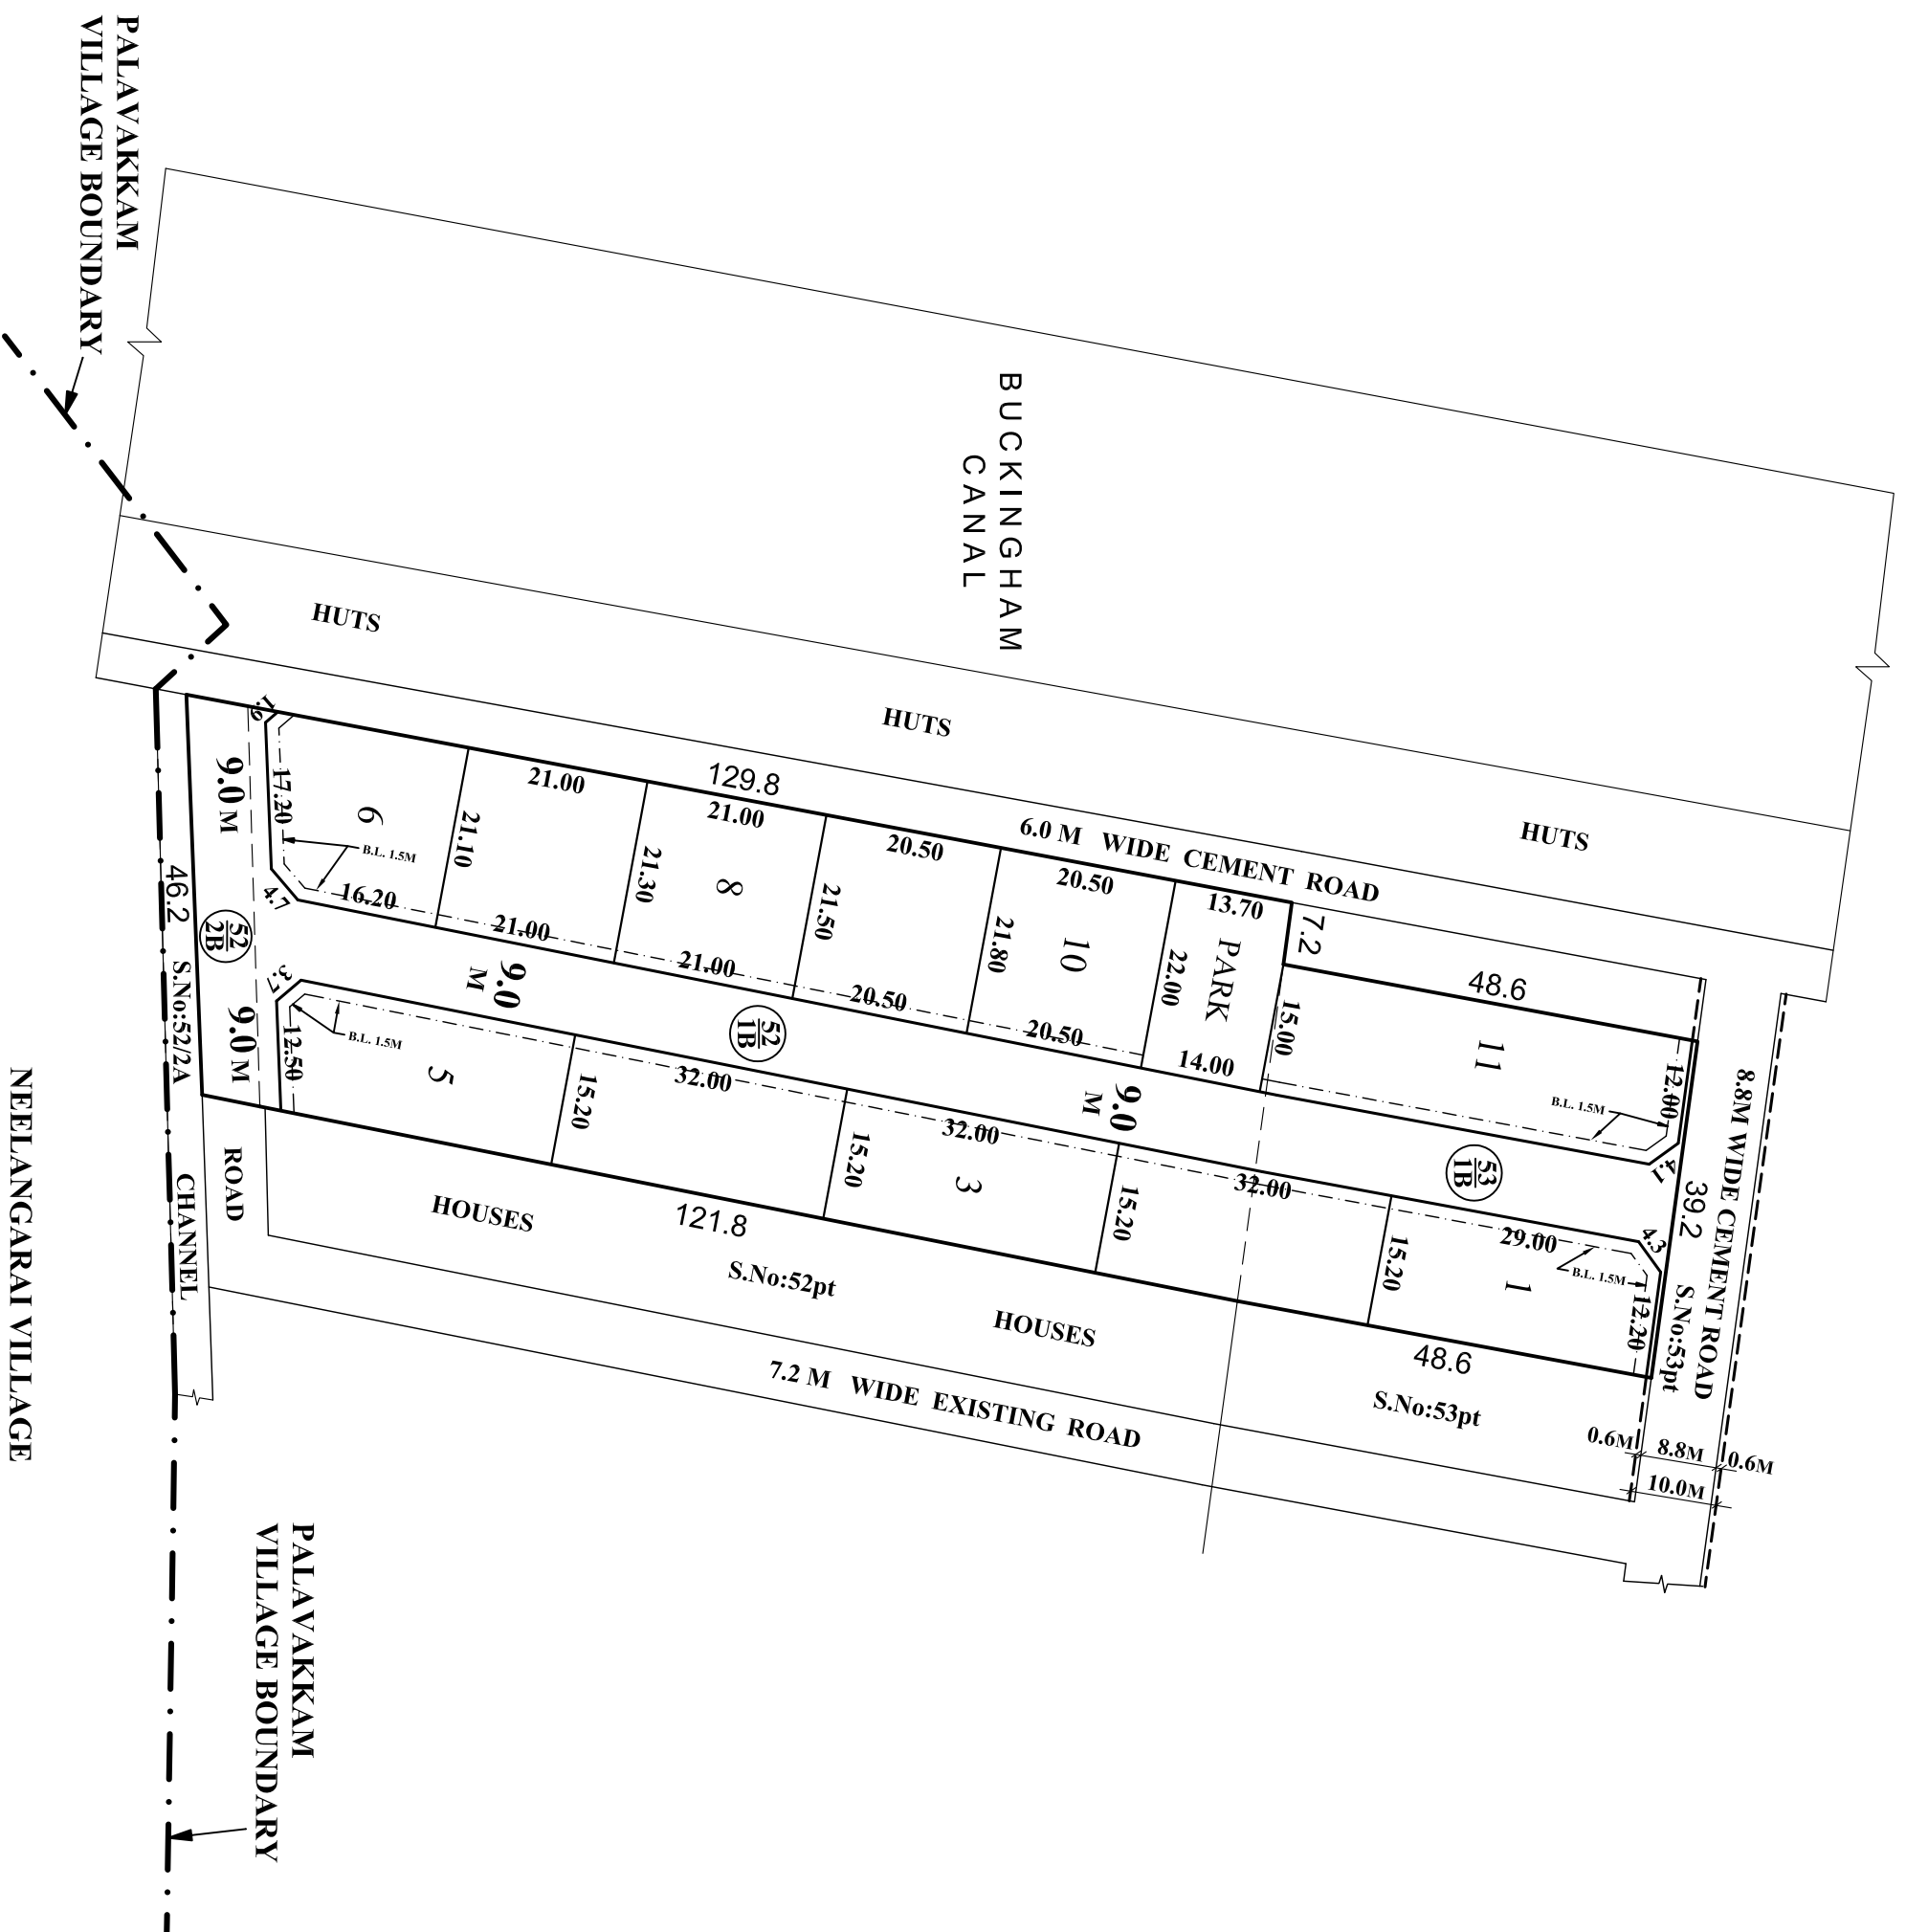 PALAVAKKAM
VILLAGE BOUNDARY
BUCKINGHAM
CANAL
HUTS
HUTS
HUTS
6.0 M WIDE CEMENT ROAD
129.8
21.00
21.00
20.50
20.50
13.70
7.2
48.6
1.6
9.0 M
17.20
6
B.L. 1.5M
21.10
21.30
8
21.50
21.80
10
22.00
PARK
15.00
11
12.00
B.L. 1.5M
8.8M WIDE CEMENT ROAD
4.7
16.20
21.00
21.00
20.50
20.50
14.00
4.1
46.2
52
2B
S.No:52/2A
9.0 M
3.7
9.0
M
52
1B
9.0
M
53
1B
39.2
S.No:53pt
12.50
B.L. 1.5M
5
15.20
32.00
15.20
32.00
3
15.20
32.00
15.20
29.00
4.3
B.L. 1.5M
1
12.20
ROAD
CHANNEL
HOUSES
121.8
S.No:52pt
HOUSES
48.6
S.No:53pt
7.2 M WIDE EXISTING ROAD
0.6M
8.8M
0.6M
10.0M
NEELANGARAI VILLAGE
PALAVAKKAM
VILLAGE BOUNDARY